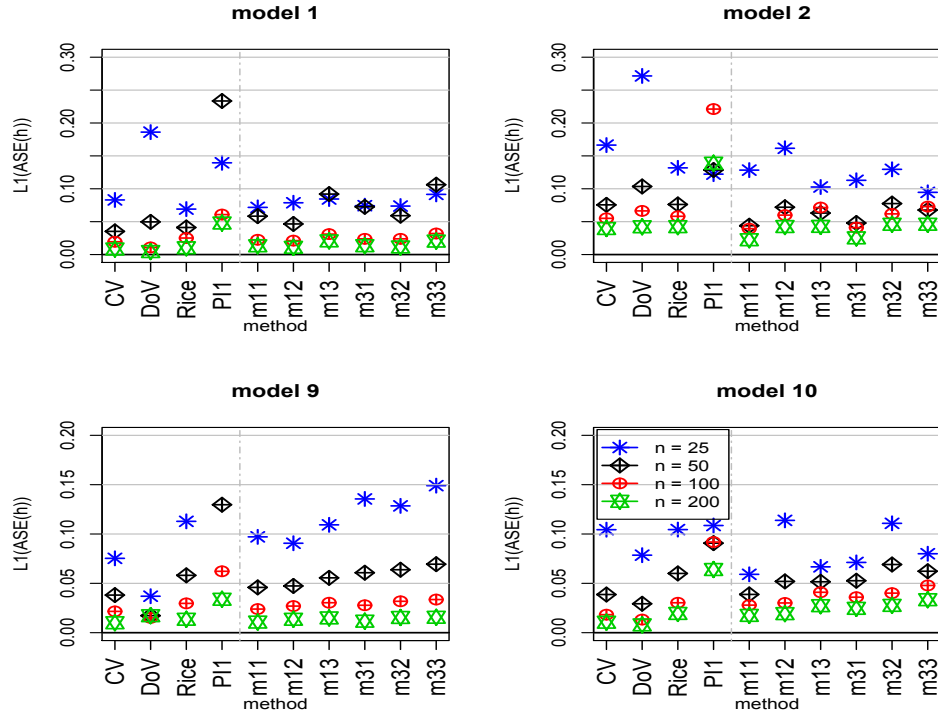 model 1
L1(ASE(h))
0.00 0.10 0.20 0.30
CV DoV Rice PI1 m11 m12 m13 m31 m32 m33
method
model 2
L1(ASE(h))
0.00 0.10 0.20 0.30
CV DoV Rice PI1 m11 m12 m13 m31 m32 m33
method
model 9
L1(ASE(h))
0.00 0.05 0.10 0.15 0.20
CV DoV Rice PI1 m11 m12 m13 m31 m32 m33
method
model 10
L1(ASE(h))
0.00 0.05 0.10 0.15 0.20
n = 25
n = 50
n = 100
n = 200
CV DoV Rice PI1 m11 m12 m13 m31 m32 m33
method